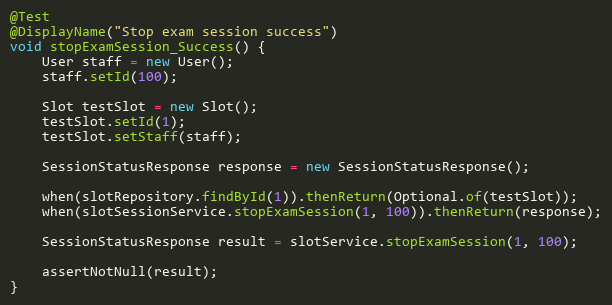 @Test
@DisplayName("Stop exam session success")
void stopExamSession_Success() {
    User staff = new User();
    staff.setId(100);

    Slot testSlot = new Slot();
    testSlot.setId(1);
    testSlot.setStaff(staff);

    SessionStatusResponse response = new SessionStatusResponse();

    when(slotRepository.findById(1)).thenReturn(Optional.of(testSlot));
    when(slotSessionService.stopExamSession(1, 100)).thenReturn(response);

    SessionStatusResponse result = slotService.stopExamSession(1, 100);

    assertNotNull(result);
}